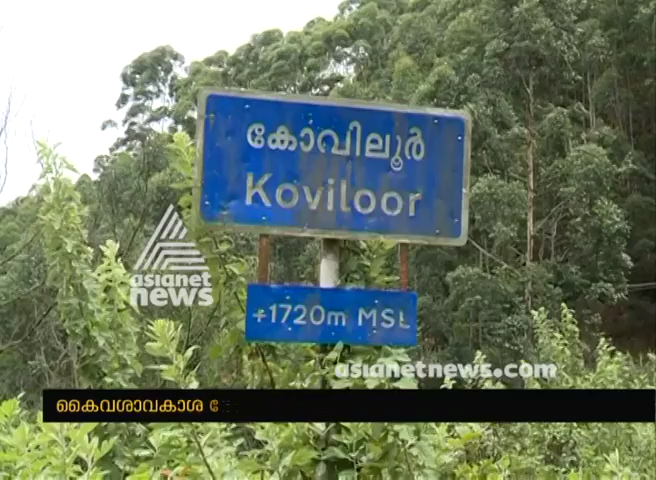 കോവിലൂർ
Koviloor
asianet
news
+1720m MSL
asianetnews.com
കൈവശാവകാശ